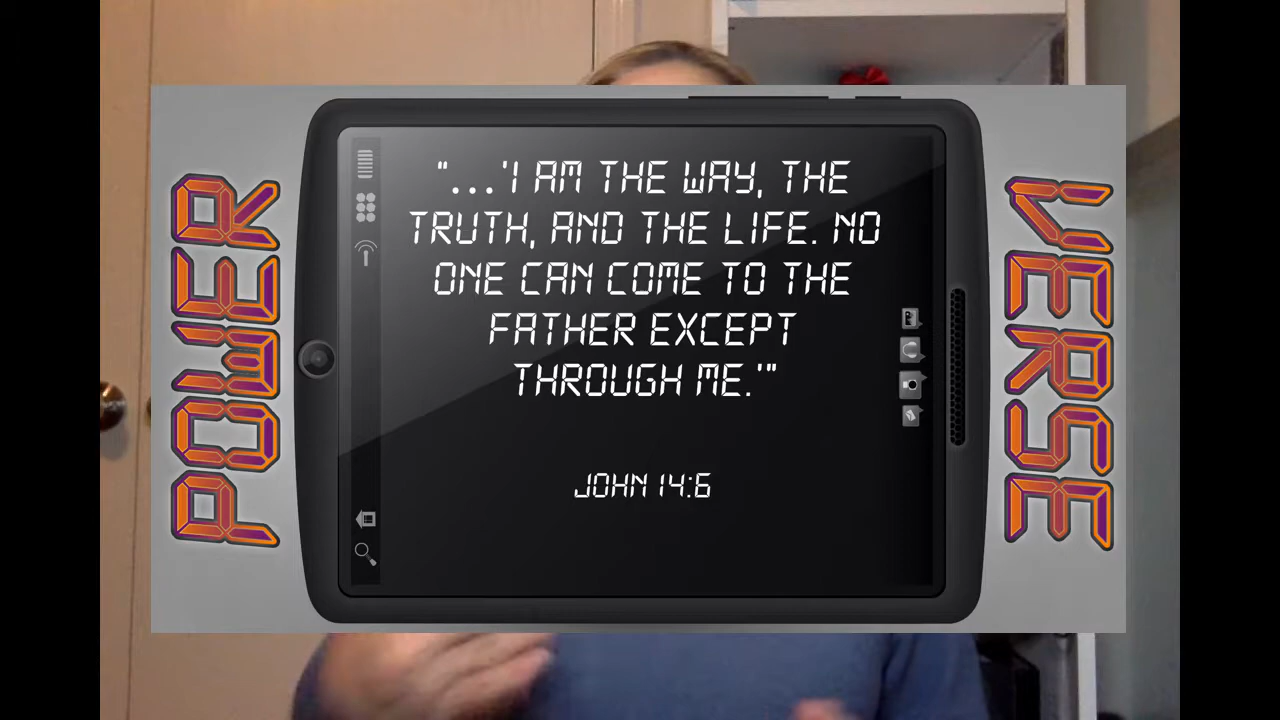 POWER
"...'I AM THE WAY, THE
TRUTH, AND THE LIFE. NO
ONE CAN COME TO THE
FATHER EXCEPT
THROUGH ME.'"
JOHN 14:6
VERSE